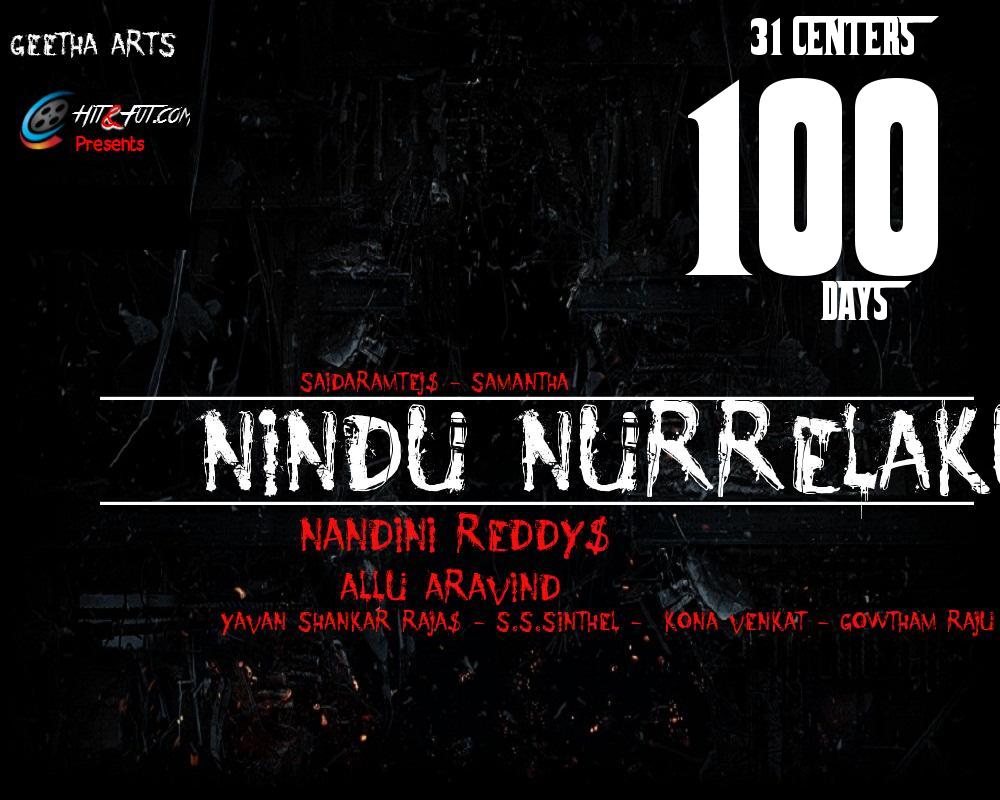 GEETHA ARTS
31 CENTERS
HIT&FUT.COM
Presents
100
DAYS
SAIDARAMTEJ$ - SAMANTHA
NINDU NURRELAKU
NANDINI REDDY$
ALLU ARAVIND
YAVAN SHANKAR RAJA$ - S.S.SINTHEL - KONA VENKAT - GOWTHAM RAJU